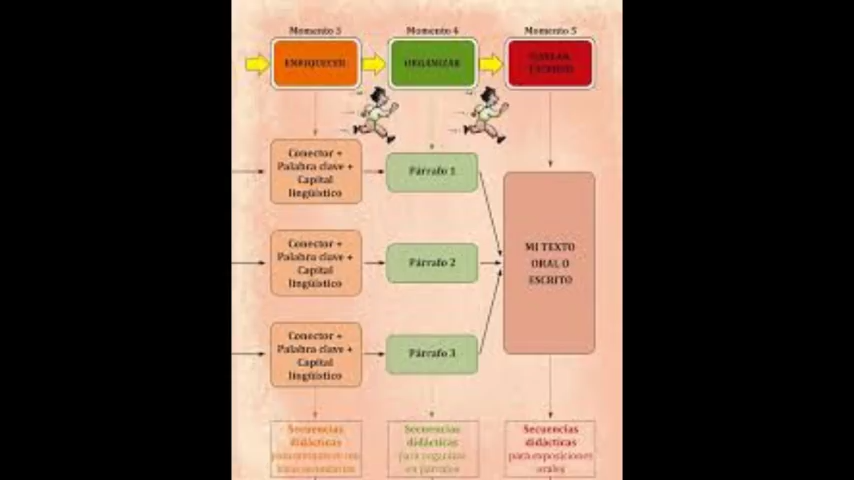 Momento 3
Momento 4
Momento 5
ENRIQUECER
ORGANIZAR
Conector +
Palabra clave +
Capital
lingüístico
Párrafo 1
Conector +
Palabra clave +
Capital
lingüístico
Párrafo 2
MI TEXTO
ORAL O
ESCRITO
Conector +
Palabra clave +
Capital
lingüístico
Párrafo 3
Secuencias
didácticas
Secuencias
didácticas
para organizar
en párrafos
Secuencias
didácticas
para exposiciones
orales